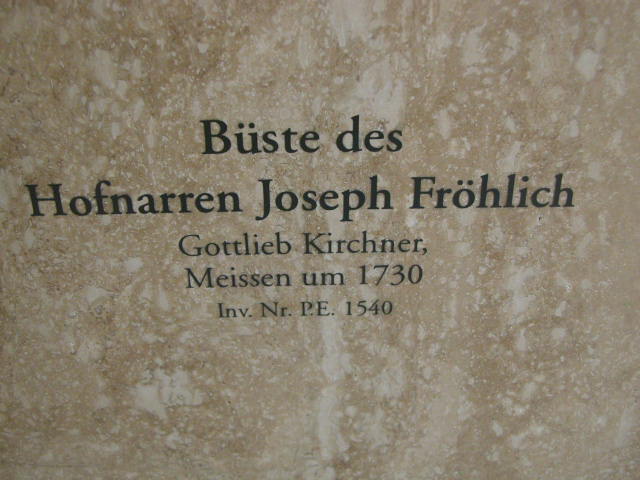 Büste des
Hofnarren Joseph Fröhlich
Gottlieb Kirchner,
Meissen um 1730
Inv. Nr. P.E. 1540